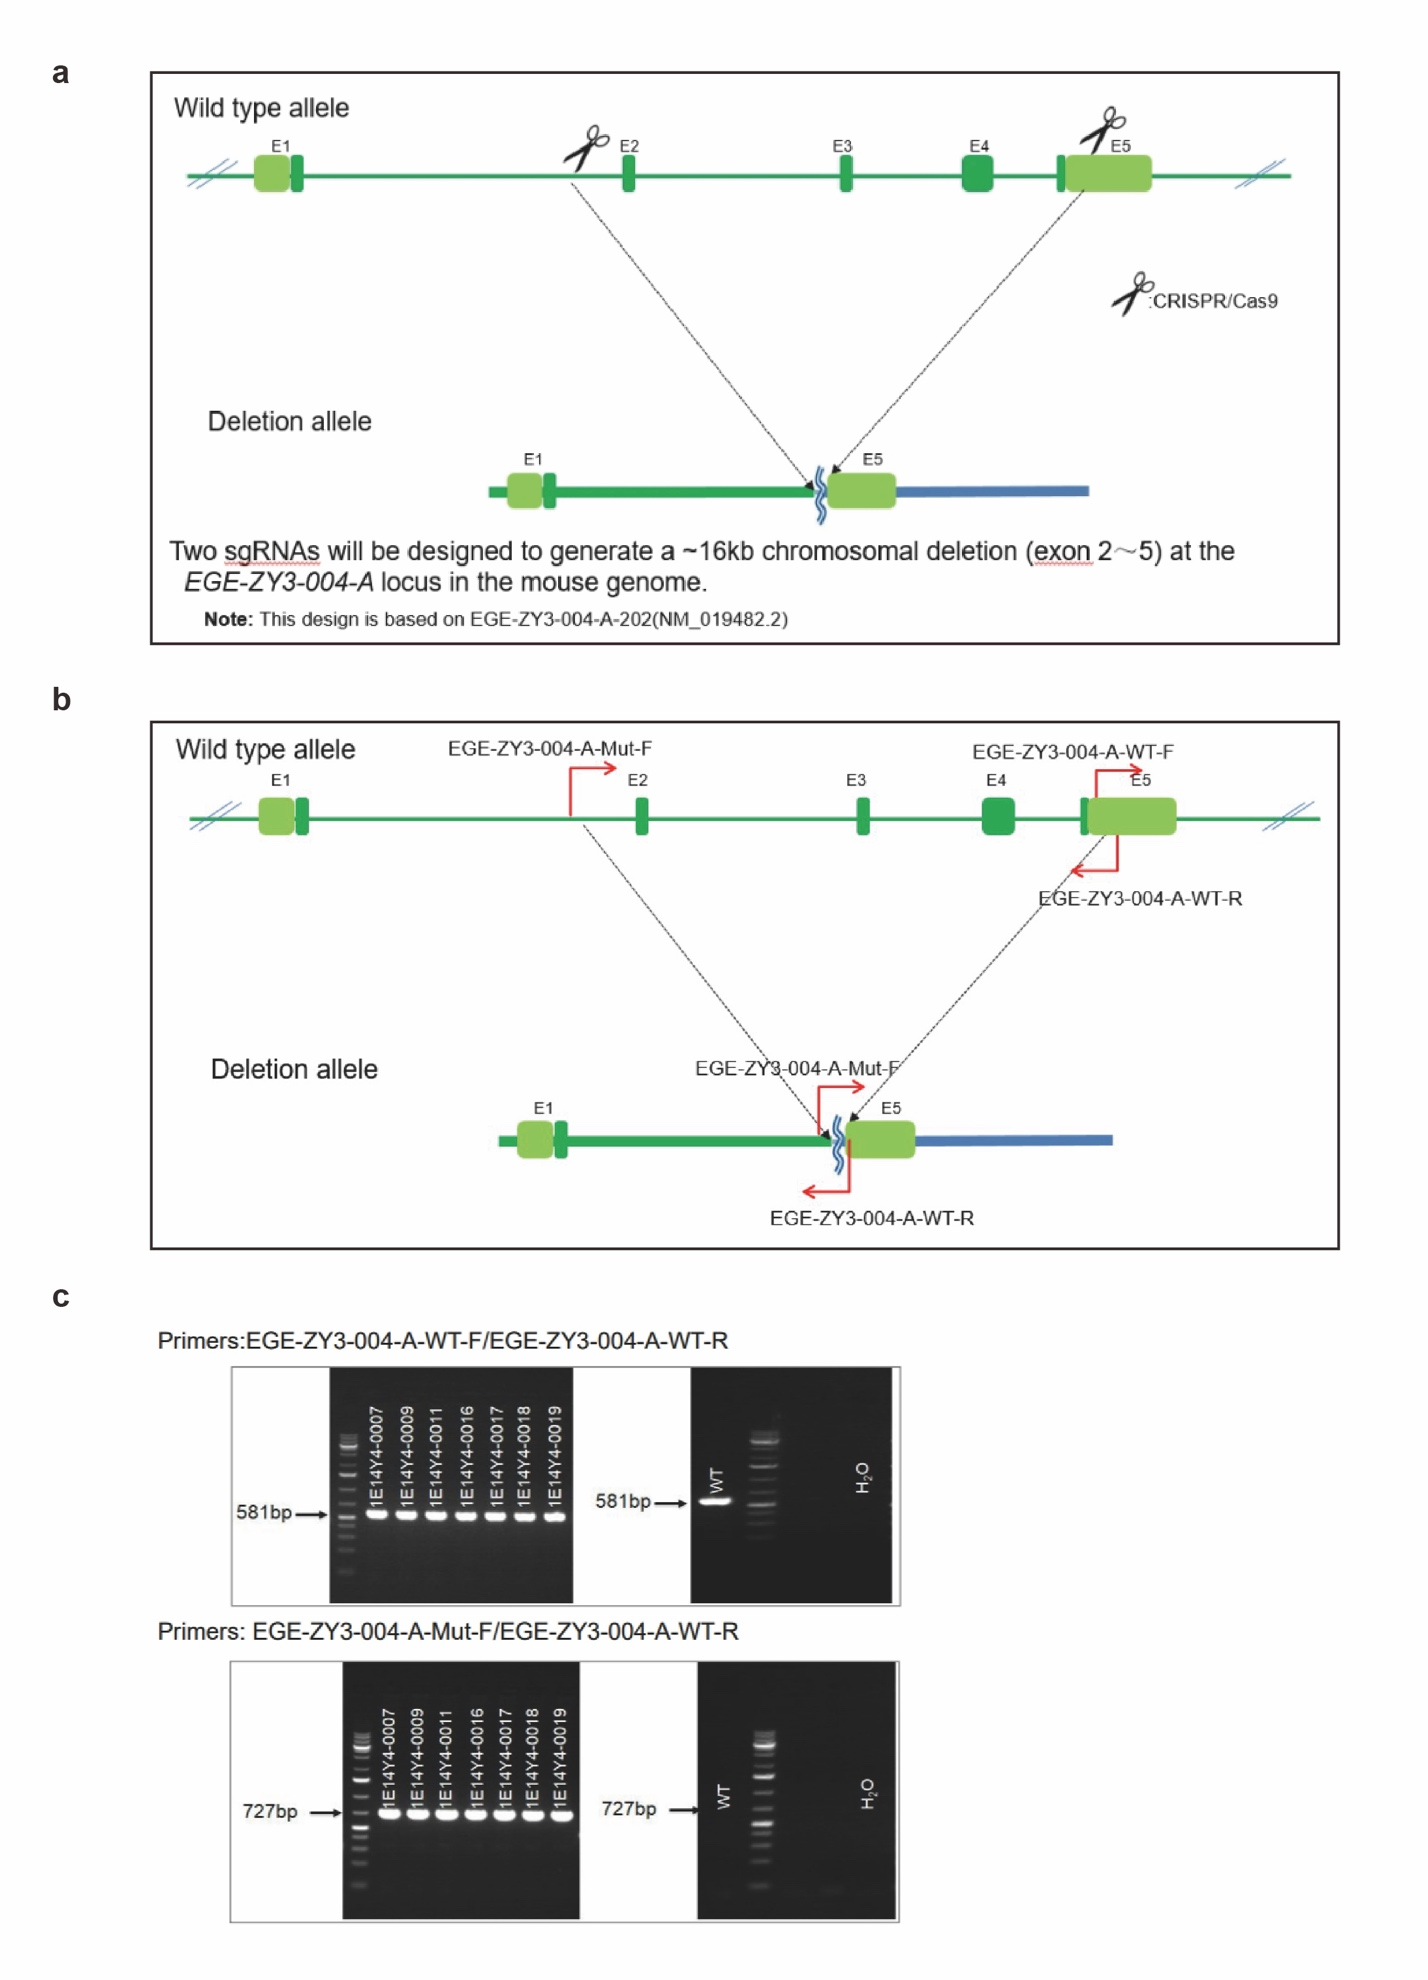 a
Wild type allele
E1 E2 E3 E4 E5
:CRISPR/Cas9
Deletion allele
E1 E5
Two sgRNAs will be designed to generate a ~16kb chromosomal deletion (exon 2～5) at the
EGE-ZY3-004-A locus in the mouse genome.
Note: This design is based on EGE-ZY3-004-A-202(NM_019482.2)
b
Wild type allele
EGE-ZY3-004-A-Mut-F
EGE-ZY3-004-A-WT-F
E1 E2 E3 E4 E5
EGE-ZY3-004-A-WT-R
Deletion allele
EGE-ZY3-004-A-Mut-F
E1 E5
EGE-ZY3-004-A-WT-R
c
Primers:EGE-ZY3-004-A-WT-F/EGE-ZY3-004-A-WT-R
1E14Y4-0007
1E14Y4-0009
1E14Y4-0011
1E14Y4-0016
1E14Y4-0017
1E14Y4-0018
1E14Y4-0019
581bp
581bp
WT
H₂O
Primers: EGE-ZY3-004-A-Mut-F/EGE-ZY3-004-A-WT-R
1E14Y4-0007
1E14Y4-0009
1E14Y4-0011
1E14Y4-0016
1E14Y4-0017
1E14Y4-0018
1E14Y4-0019
727bp
727bp
WT
H₂O